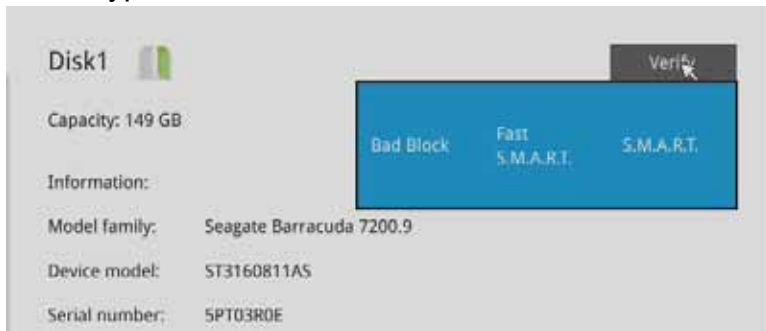 Disk1
Verify
Capacity: 149 GB
Bad Block
Fast
S.M.A.R.T.
S.M.A.R.T.
Information:
Model family: Seagate Barracuda 7200.9
Device model: ST3160811AS
Serial number: 5PT03R0E